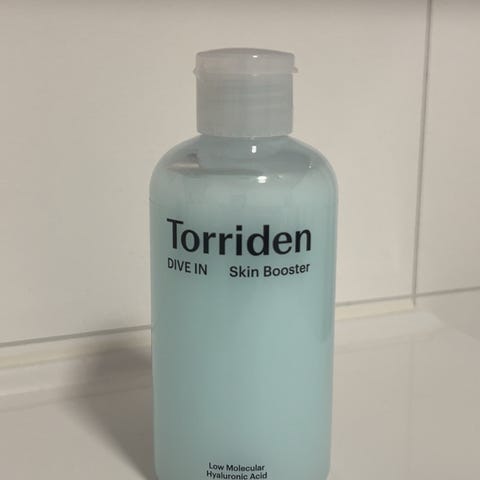 Torriden
DIVE IN Skin Booster
Low Molecular
Hyaluronic Acid